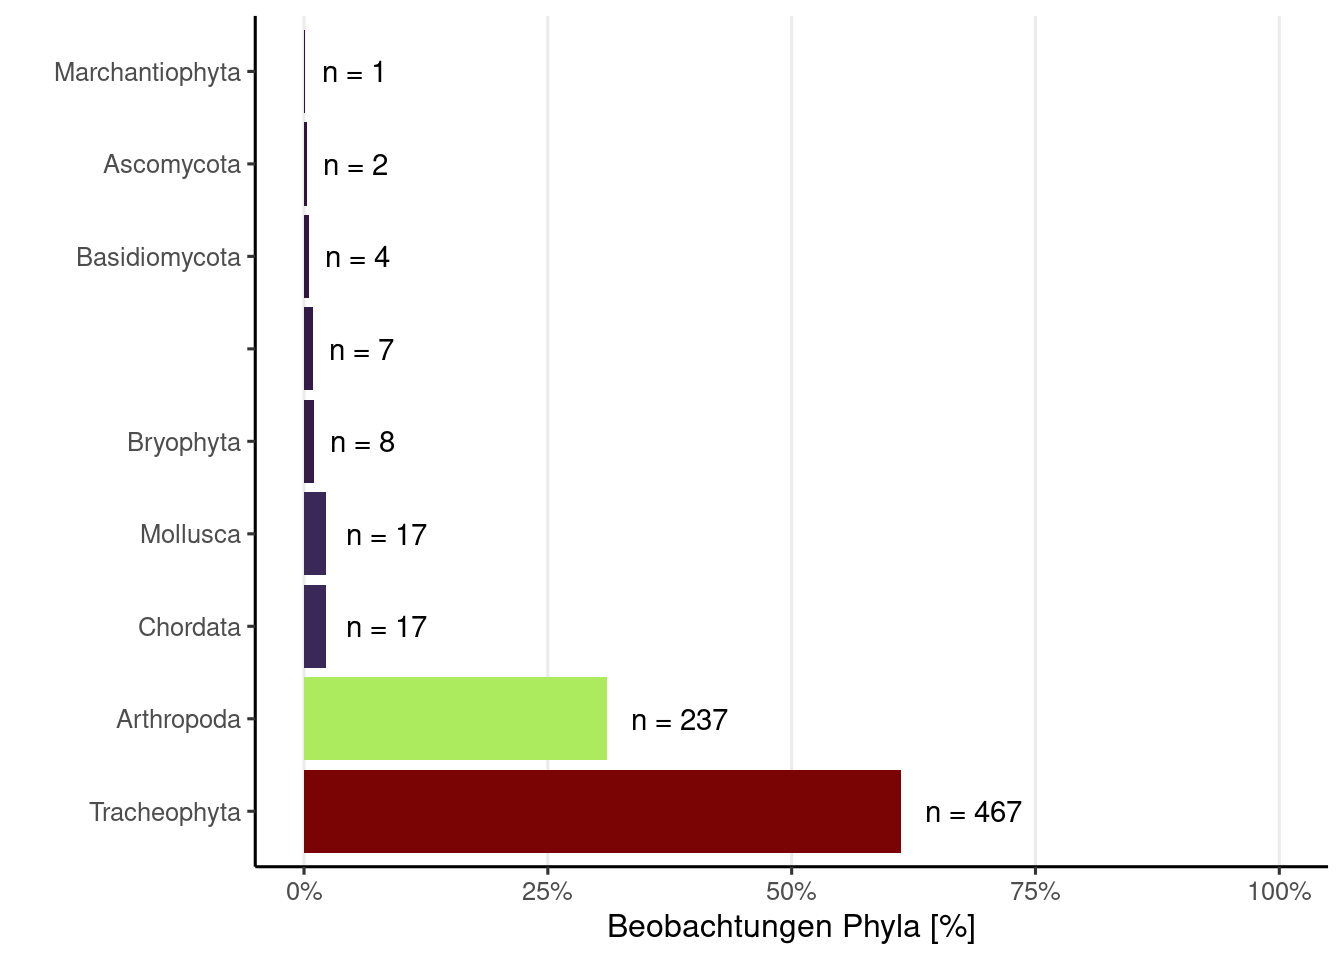 Marchantiophyta n = 1
Ascomycota n = 2
Basidiomycota n = 4
n = 7
Bryophyta n = 8
Mollusca n = 17
Chordata n = 17
Arthropoda n = 237
Tracheophyta n = 467
0% 25% 50% 75% 100%
Beobachtungen Phyla [%]